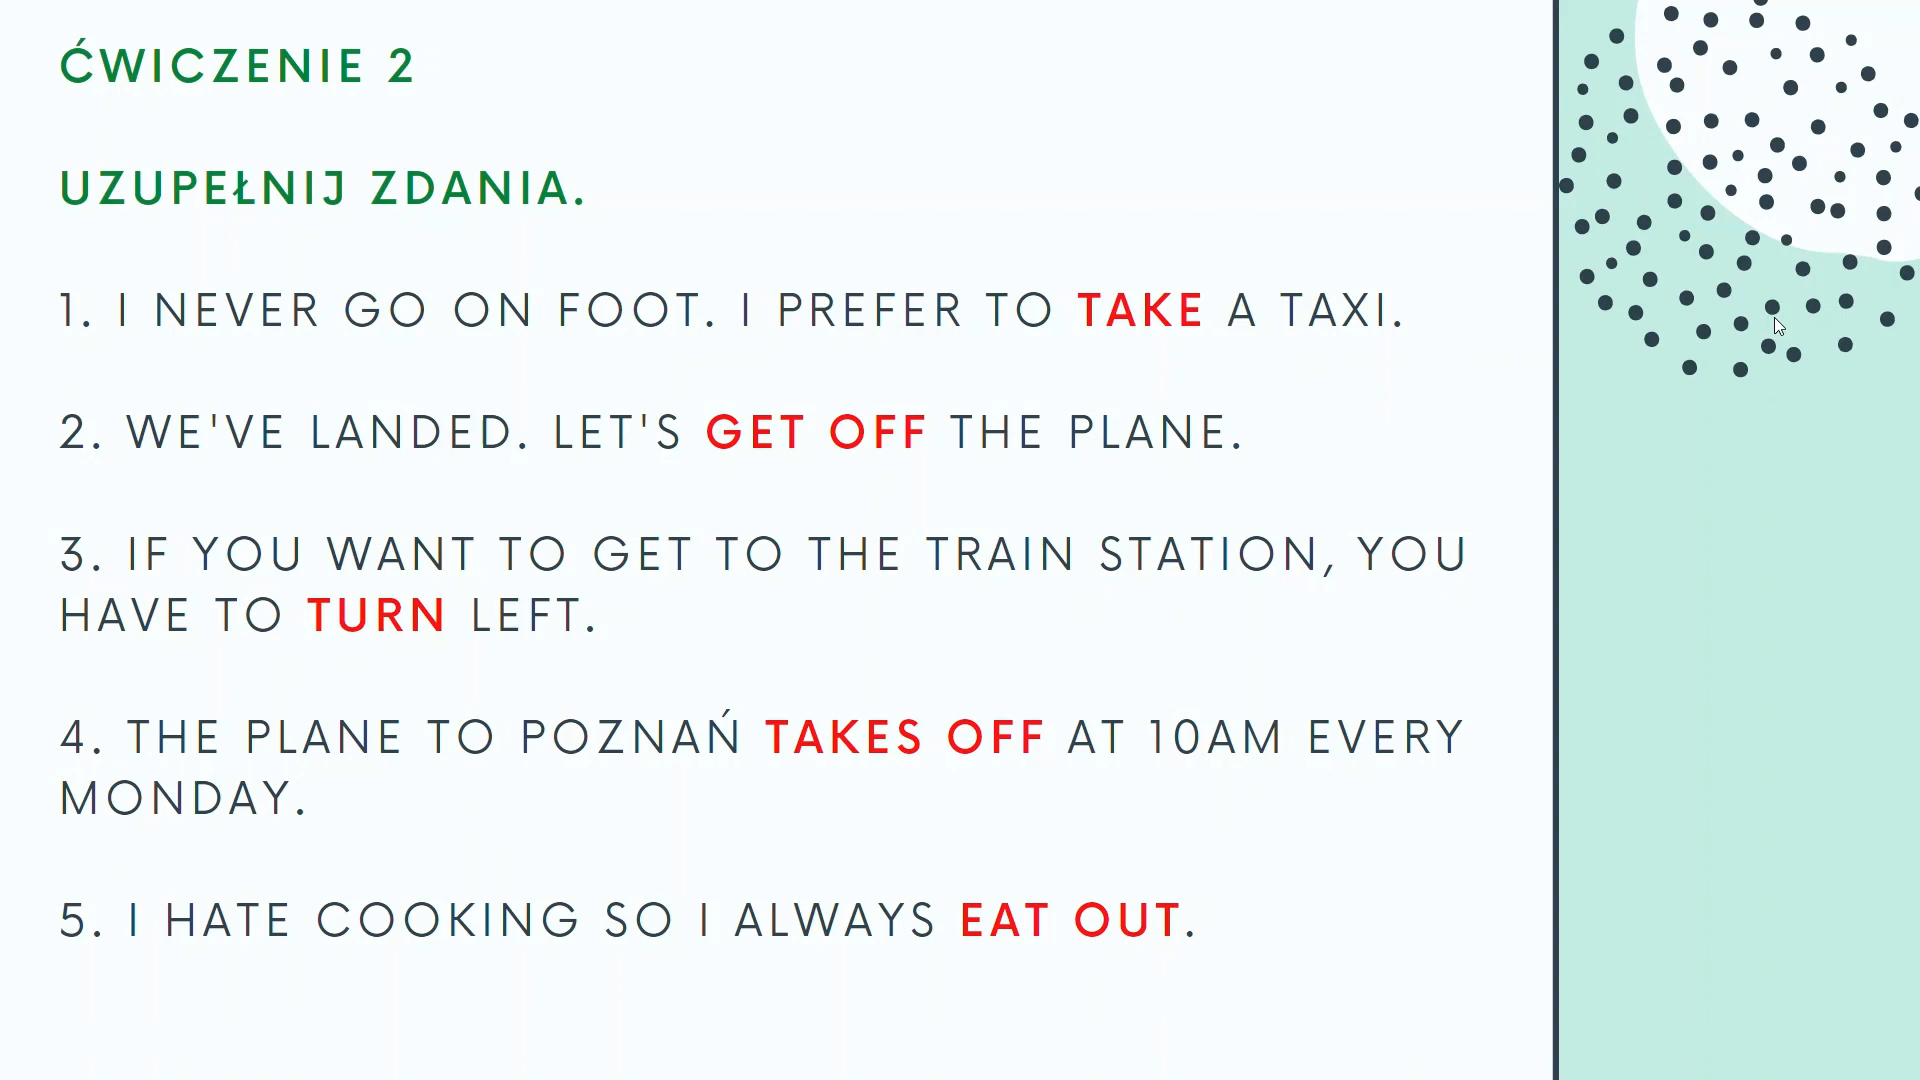 ĆWICZENIE 2
UZUPEŁNIJ ZDANIA.
1. I NEVER GO ON FOOT. I PREFER TO TAKE A TAXI.
2. WE'VE LANDED. LET'S GET OFF THE PLANE.
3. IF YOU WANT TO GET TO THE TRAIN STATION, YOU
HAVE TO TURN LEFT.
4. THE PLANE TO POZNAŃ TAKES OFF AT 10AM EVERY
MONDAY.
5. I HATE COOKING SO I ALWAYS EAT OUT.